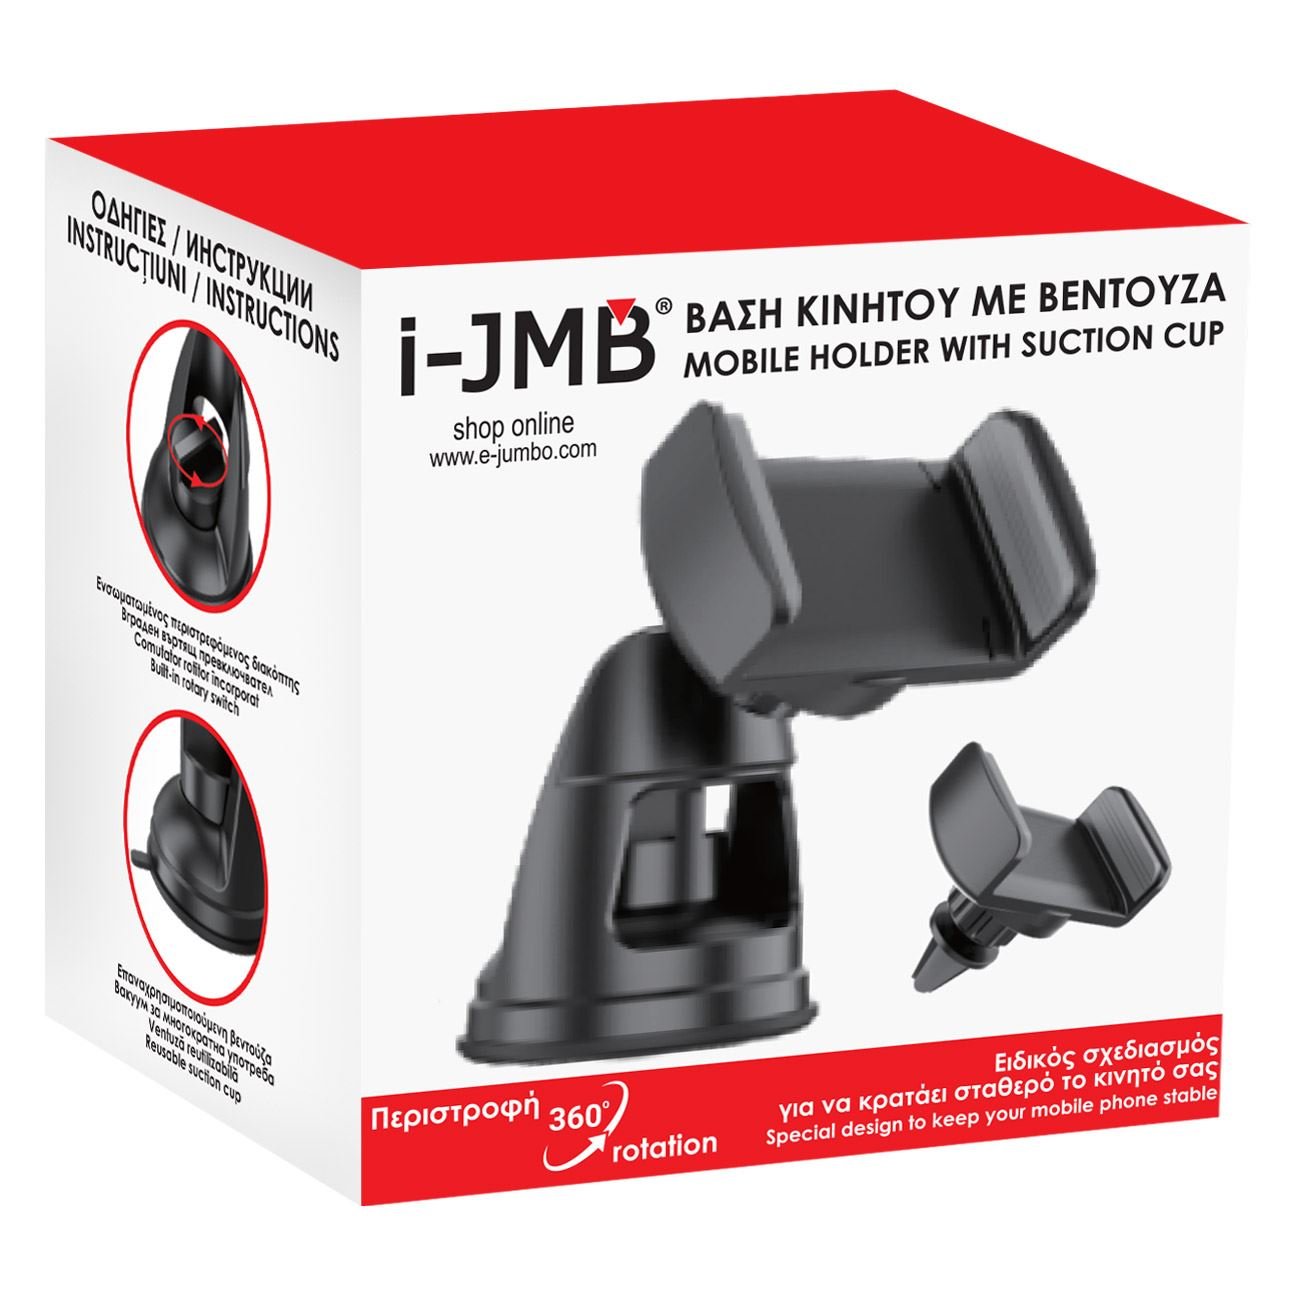 ΟΔΗΓΙΕΣ / ИНСТРУКЦИИ
INSTRUCȚIUNI / INSTRUCTIONS
Ενσωματωμένος περιστρεφόμενος διακόπτης
Вграден въртящ превключвател
Comutator rotitor incorporat
Built-in rotary switch
Επαναχρησιμοποιούμενη βεντούζα
Вакуум за многократна употреба
Ventuză reutilizabilă
Reusable suction cup
i-JMB®
shop online
www.e-jumbo.com
ΒΑΣΗ ΚΙΝΗΤΟΥ ΜΕ ΒΕΝΤΟΥΖΑ
MOBILE HOLDER WITH SUCTION CUP
Περιστροφή 360°
rotation
Ειδικός σχεδιασμός
για να κρατάει σταθερό το κινητό σας
Special design to keep your mobile phone stable